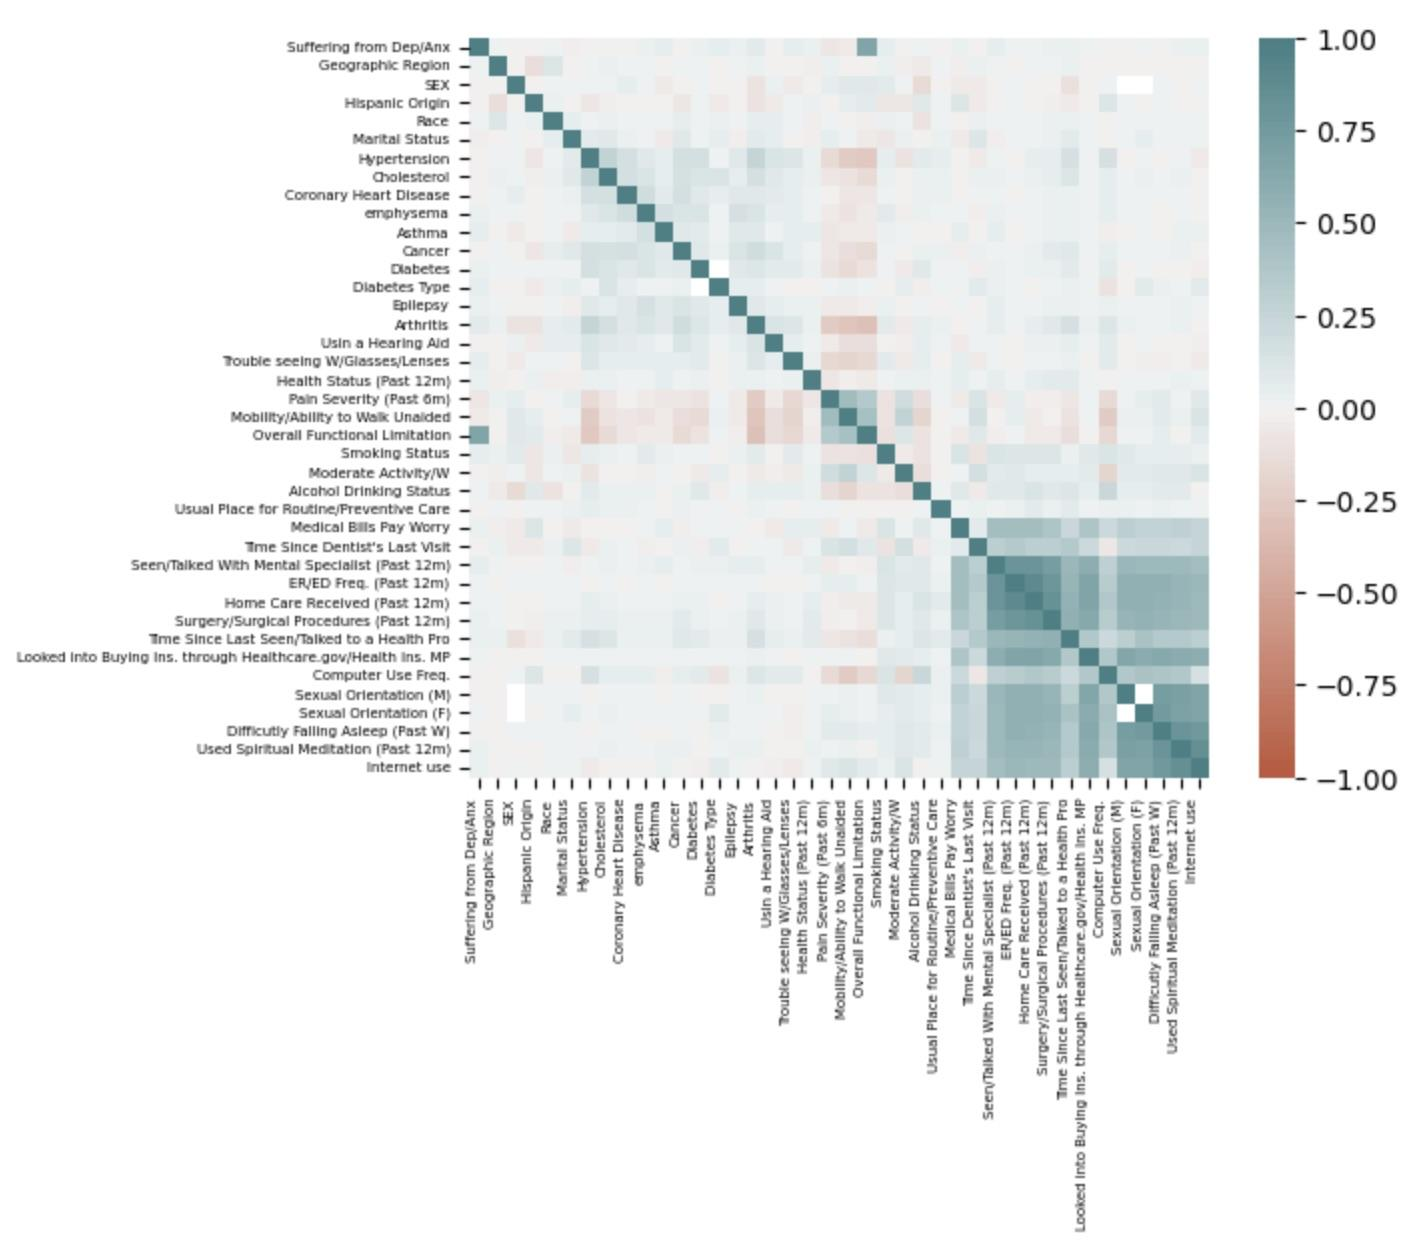 Suffering from Dep/Anx
Geographic Region
SEX
Hispanic Origin
Race
Marital Status
Hypertension
Cholesterol
Coronary Heart Disease
emphysema
Asthma
Cancer
Diabetes
Diabetes Type
Epilepsy
Arthritis
Usin a Hearing Aid
Trouble seeing W/Glasses/Lenses
Health Status (Past 12m)
Pain Severity (Past 6m)
Mobility/Ability to Walk Unaided
Overall Functional Limitation
Smoking Status
Moderate Activity/W
Alcohol Drinking Status
Usual Place for Routine/Preventive Care
Medical Bills Pay Worry
Time Since Dentist's Last Visit
Seen/Talked With Mental Specialist (Past 12m)
ER/ED Freq. (Past 12m)
Home Care Received (Past 12m)
Surgery/Surgical Procedures (Past 12m)
Time Since Last Seen/Talked to a Health Pro
Looked into Buying Ins. through Healthcare.gov/Health Ins. MP
Computer Use Freq.
Sexual Orientation (M)
Sexual Orientation (F)
Difficutly Falling Asleep (Past W)
Used Spiritual Meditation (Past 12m)
Internet use
Suffering from Dep/Anx
Geographic Region
SEX
Hispanic Origin
Race
Marital Status
Hypertension
Cholesterol
Coronary Heart Disease
emphysema
Asthma
Cancer
Diabetes
Diabetes Type
Epilepsy
Arthritis
Usin a Hearing Aid
Trouble seeing W/Glasses/Lenses
Health Status (Past 12m)
Pain Severity (Past 6m)
Mobility/Ability to Walk Unaided
Overall Functional Limitation
Smoking Status
Moderate Activity/W
Alcohol Drinking Status
Usual Place for Routine/Preventive Care
Medical Bills Pay Worry
Time Since Dentist's Last Visit
Seen/Talked With Mental Specialist (Past 12m)
ER/ED Freq. (Past 12m)
Home Care Received (Past 12m)
Surgery/Surgical Procedures (Past 12m)
Time Since Last Seen/Talked to a Health Pro
Looked into Buying Ins. through Healthcare.gov/Health Ins. MP
Computer Use Freq.
Sexual Orientation (M)
Sexual Orientation (F)
Difficutly Falling Asleep (Past W)
Used Spiritual Meditation (Past 12m)
Internet use
1.00
0.75
0.50
0.25
0.00
−0.25
−0.50
−0.75
−1.00